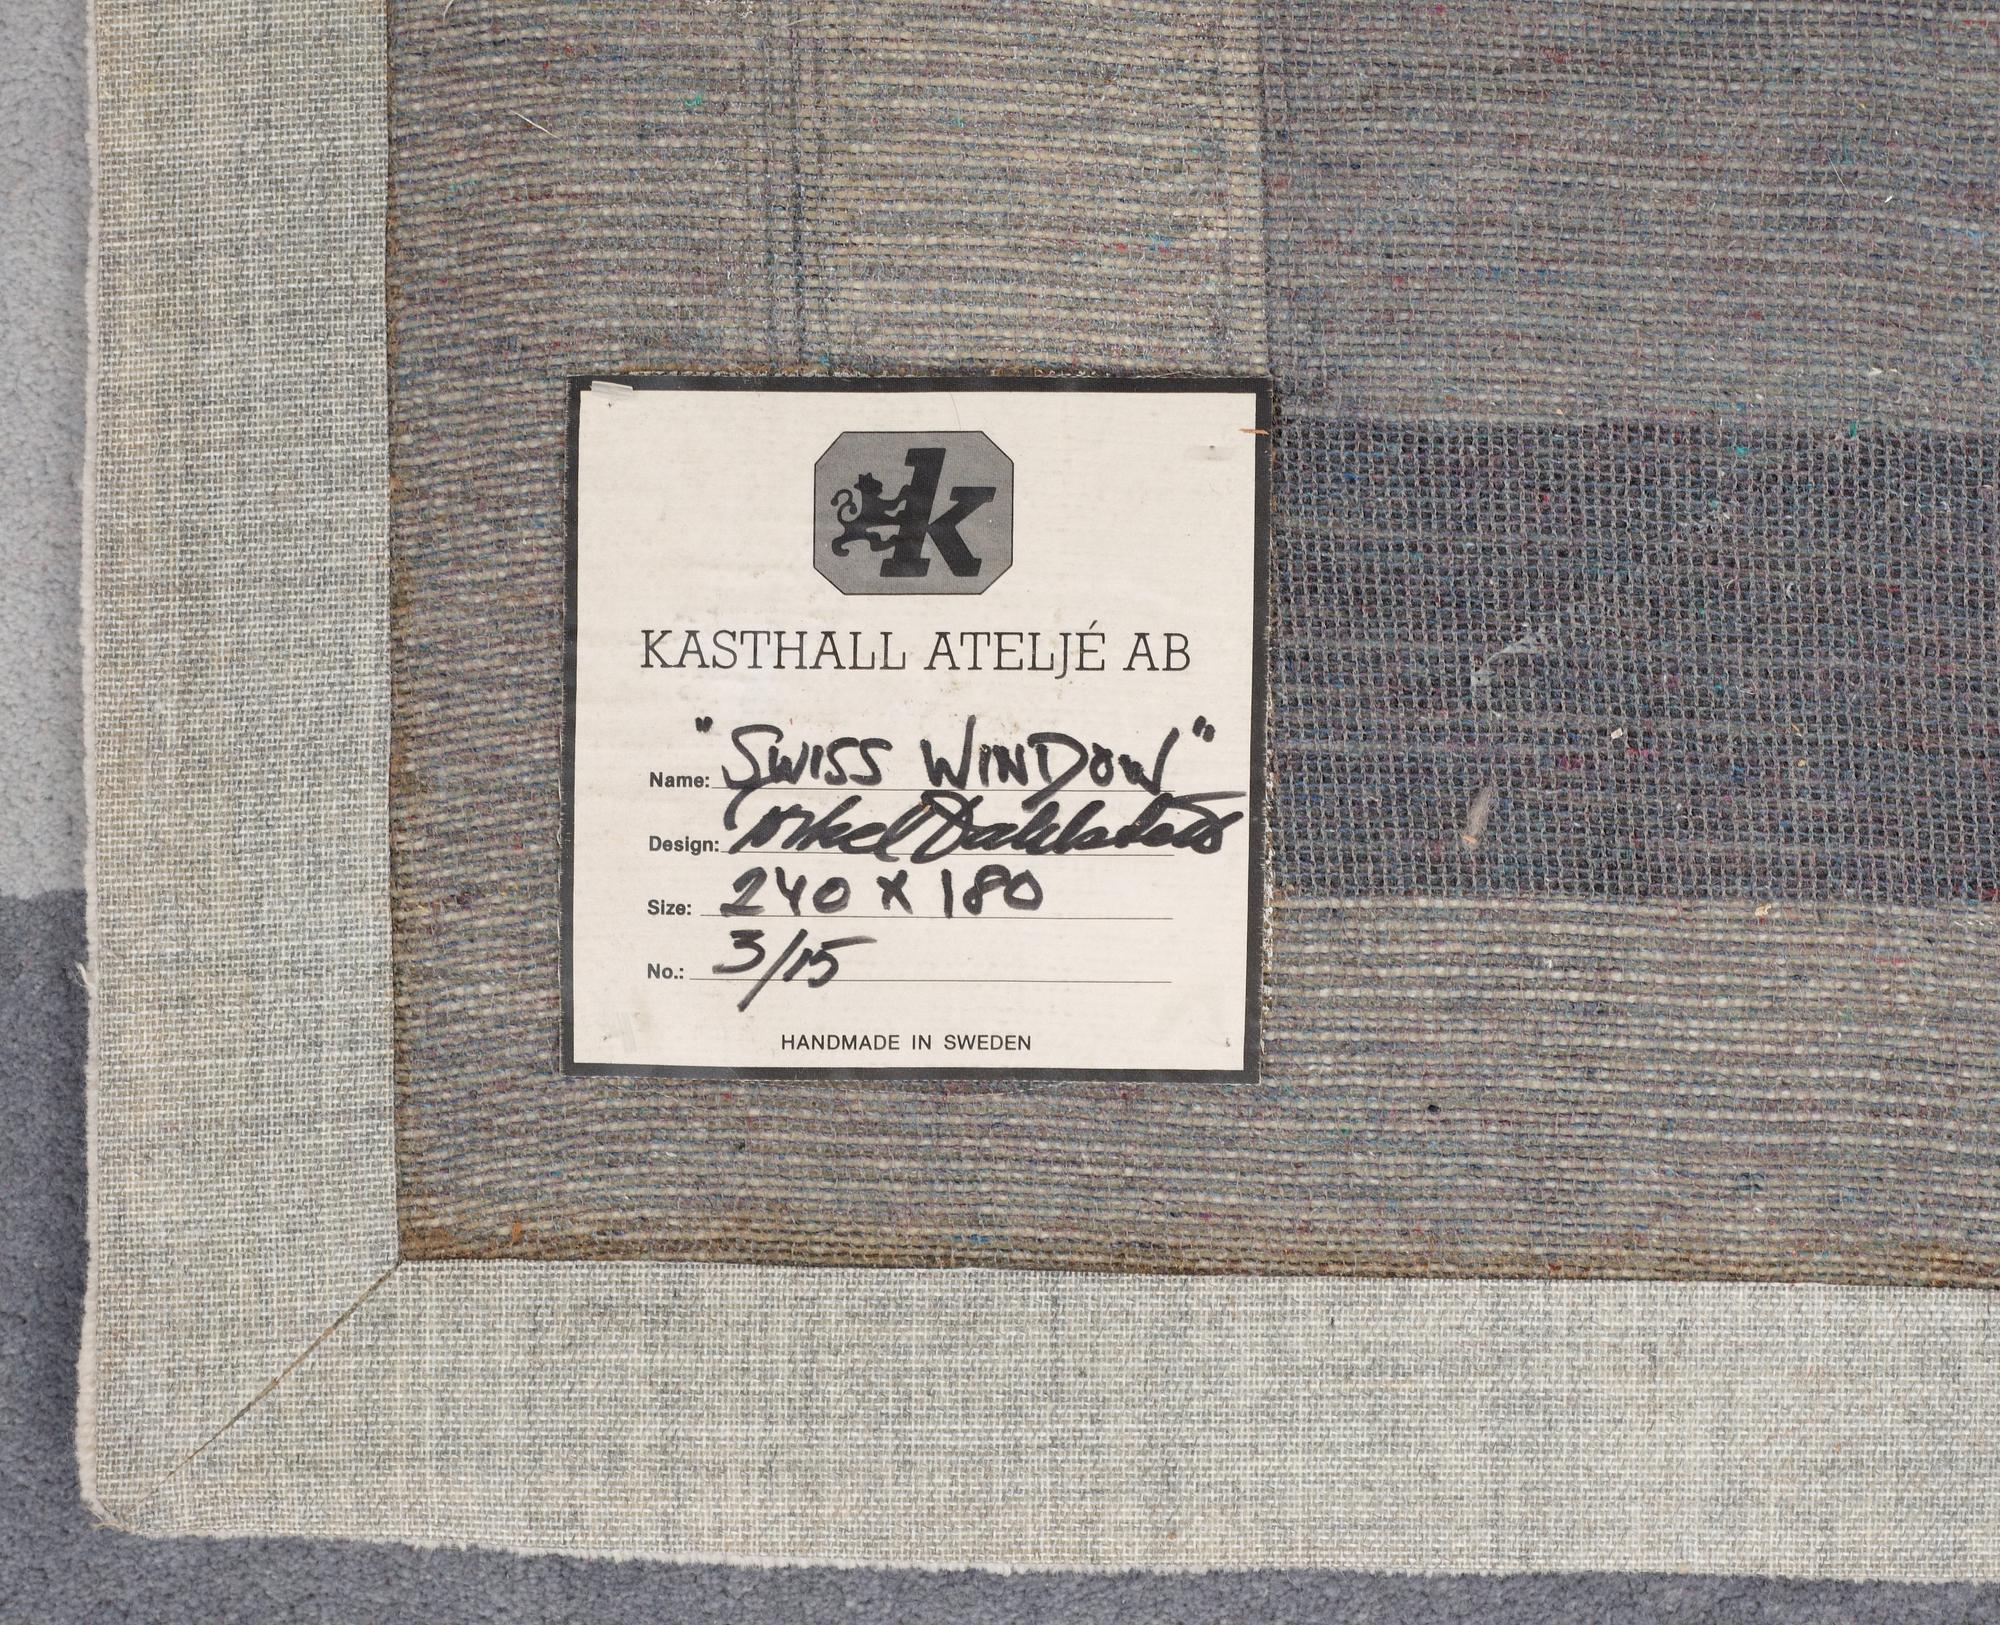 k
KASTHALL ATELJÉ AB
Name: "SWISS WINDOW"
Design:
Size: 240 X 180
No.: 3/15
HANDMADE IN SWEDEN